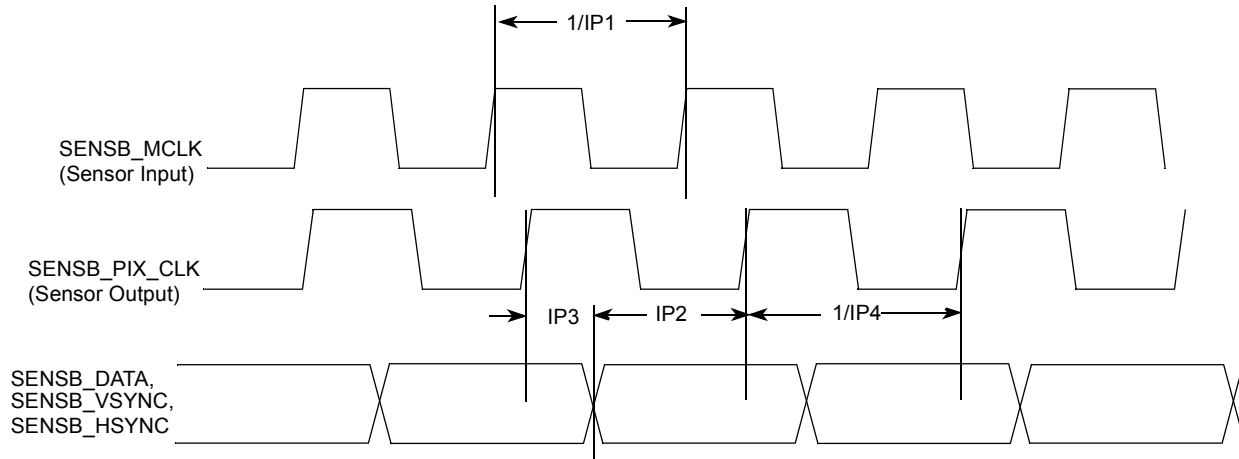 1/IP1
SENSB_MCLK
(Sensor Input)
SENSB_PIX_CLK
(Sensor Output)
IP3
IP2
1/IP4
SENSB_DATA,
SENSB_VSYNC,
SENSB_HSYNC